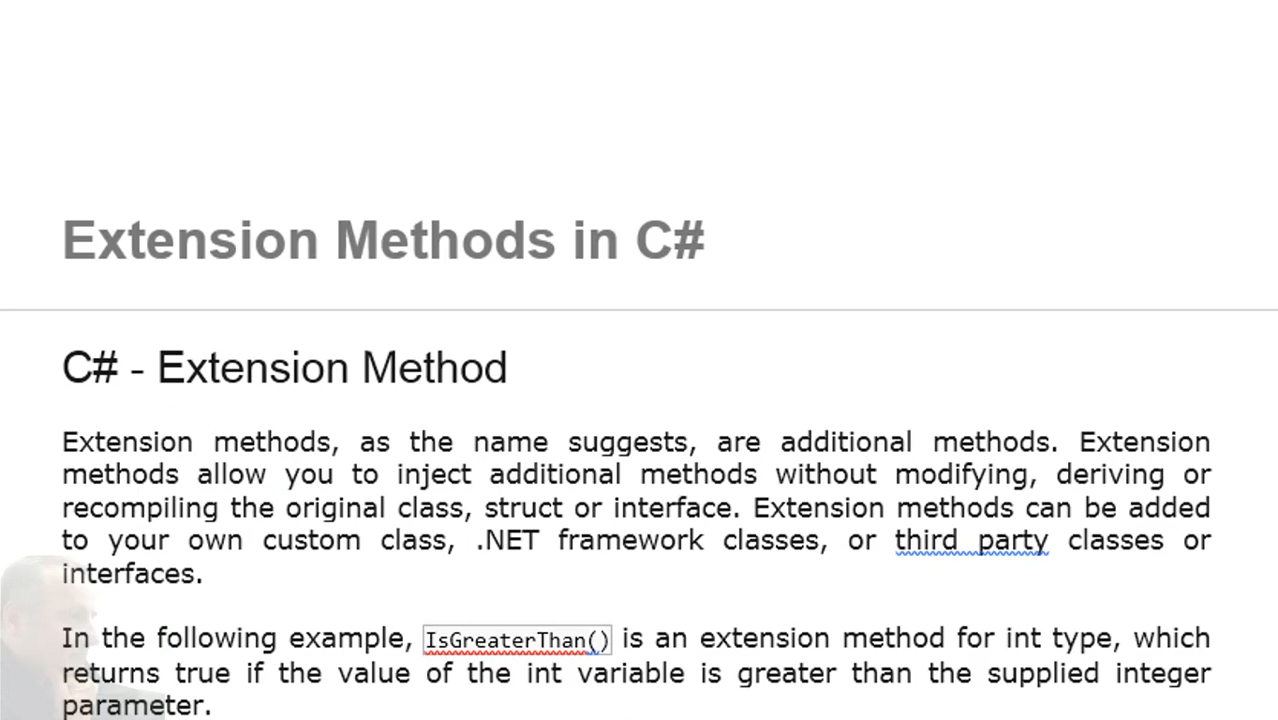 Extension Methods in C#
C# - Extension Method
Extension methods, as the name suggests, are additional methods. Extension
methods allow you to inject additional methods without modifying, deriving or
recompiling the original class, struct or interface. Extension methods can be added
to your own custom class, .NET framework classes, or third party classes or
interfaces.
In the following example, IsGreaterThan() is an extension method for int type, which
returns true if the value of the int variable is greater than the supplied integer
parameter.